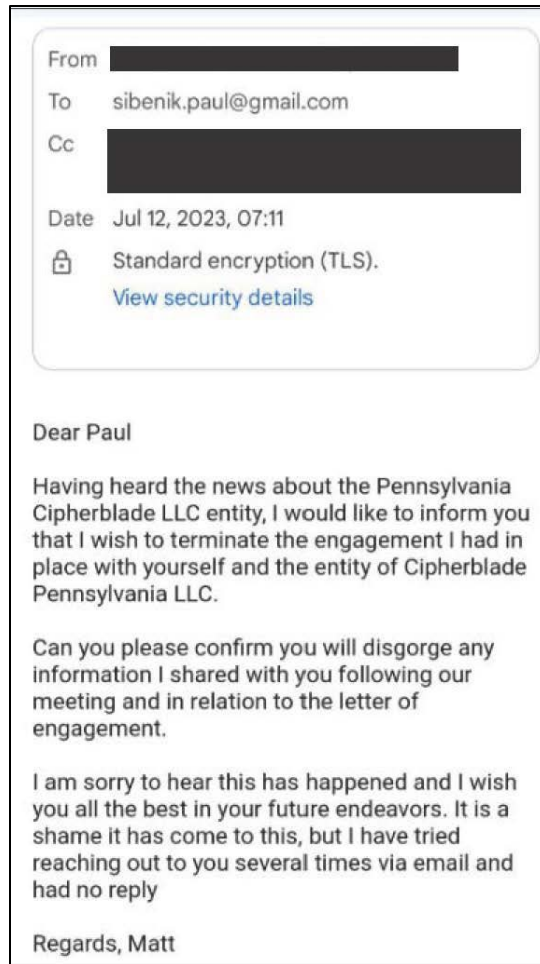 From
To sibenik.paul@gmail.com
Cc
Date Jul 12, 2023, 07:11
Standard encryption (TLS).
View security details
Dear Paul
Having heard the news about the Pennsylvania
Cipherblade LLC entity, I would like to inform you
that I wish to terminate the engagement I had in
place with yourself and the entity of Cipherblade
Pennsylvania LLC.
Can you please confirm you will disgorge any
information I shared with you following our
meeting and in relation to the letter of
engagement.
I am sorry to hear this has happened and I wish
you all the best in your future endeavors. It is a
shame it has come to this, but I have tried
reaching out to you several times via email and
had no reply
Regards, Matt